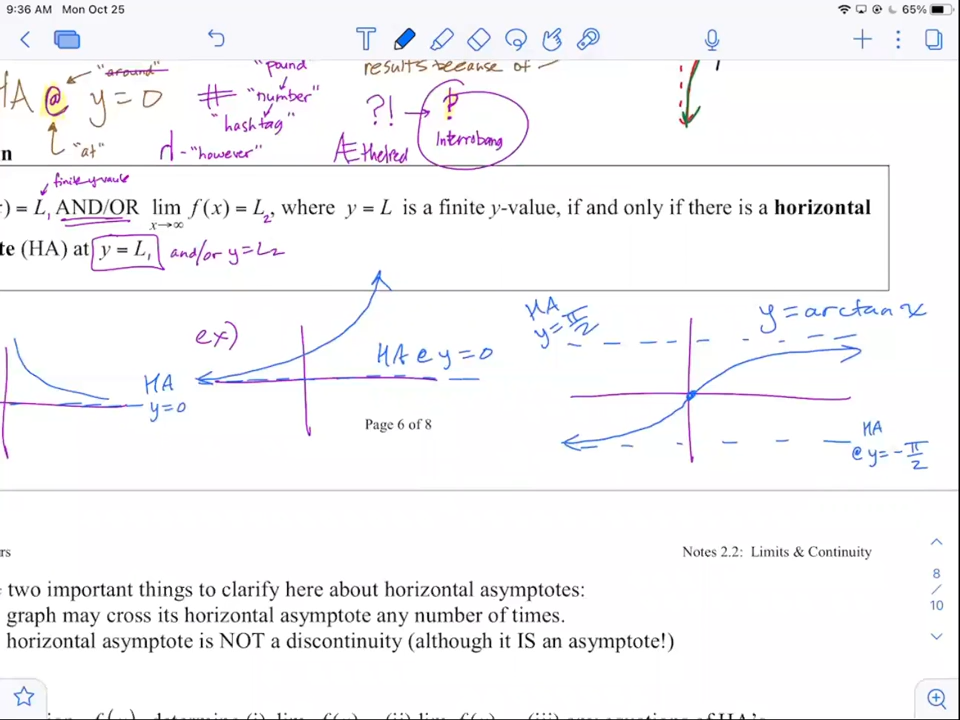 9:36 AM Mon Oct 25
65%
T
"pound
results because of
"around"
HA @ y = 0
# "number"
?!
"hashtag"
Interrobang
n
"at"
"however"
Æthelred
finite y-value
) = L₁ AND/OR lim x→∞ f(x) = L₂, where y = L is a finite y-value, if and only if there is a horizontal
te (HA) at y = L₁ and/or y = L₂
HA
y = π/2
y = arctan x
ex)
HA @ y = 0
HA
y = 0
Page 6 of 8
HA
@ y = -π/2
rs
Notes 2.2: Limits & Continuity
two important things to clarify here about horizontal asymptotes:
graph may cross its horizontal asymptote any number of times.
horizontal asymptote is NOT a discontinuity (although it IS an asymptote!)
8
/
10